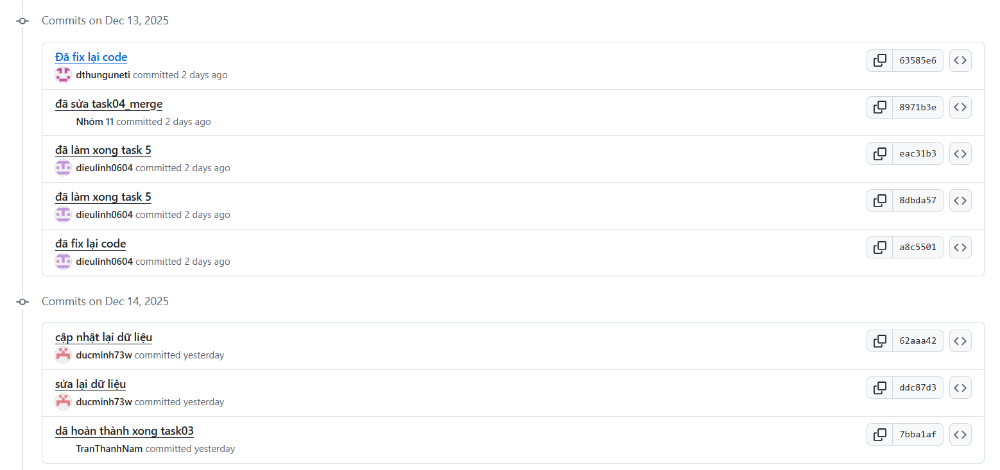 Commits on Dec 13, 2025
Đã fix lại code
63585e6
dthunguneti committed 2 days ago
đã sửa task04_merge
8971b3e
Nhóm 11 committed 2 days ago
đã làm xong task 5
eac31b3
dieulinh0604 committed 2 days ago
đã làm xong task 5
8dbda57
dieulinh0604 committed 2 days ago
đã fix lại code
a8c5501
dieulinh0604 committed 2 days ago
Commits on Dec 14, 2025
cập nhật lại dữ liệu
62aaa42
ducminh73w committed yesterday
sửa lại dữ liệu
ddc87d3
ducminh73w committed yesterday
dã hoàn thành xong task03
7bba1af
TranThanhNam committed yesterday